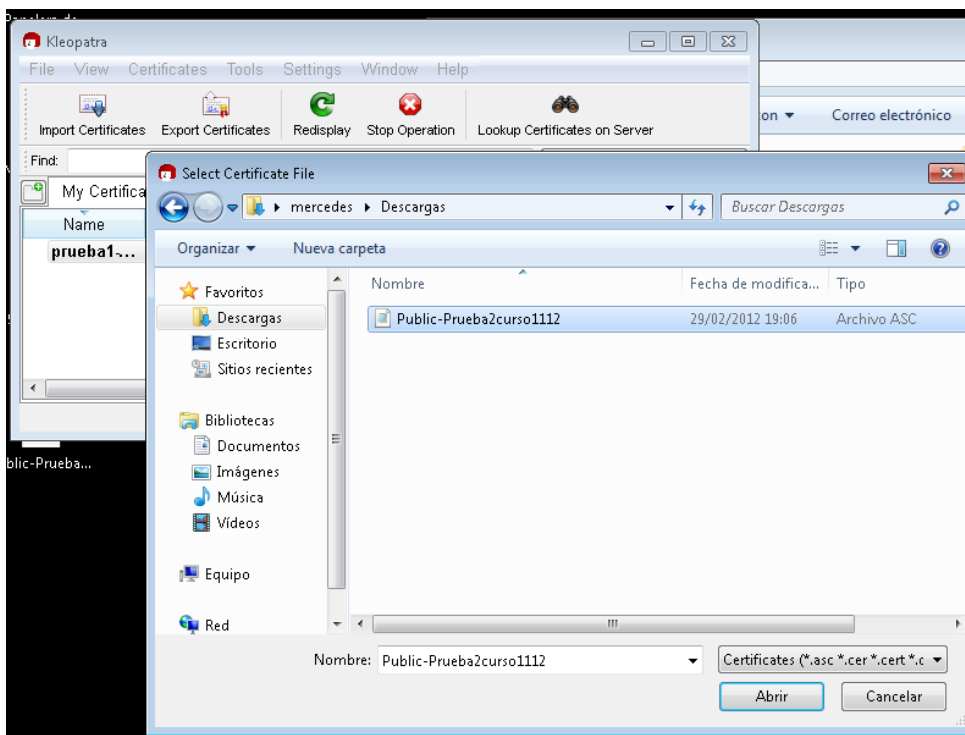 Kleopatra
File View Certificates Tools Settings Window Help
Import Certificates Export Certificates Redisplay Stop Operation Lookup Certificates on Server
Correo electrónico
Find:
My Certifica
Name
prueba1-...
Select Certificate File
mercedes Descargas
Buscar Descargas
Organizar Nueva carpeta
Nombre Fecha de modifica... Tipo
Favoritos
Descargas
Escritorio
Sitios recientes
Bibliotecas
Documentos
Imágenes
Música
Vídeos
Equipo
Red
Public-Prueba2curso1112 29/02/2012 19:06 Archivo ASC
blic-Prueba...
Nombre: Public-Prueba2curso1112 Certificates (*.asc *.cer *.cert *.c
Abrir Cancelar